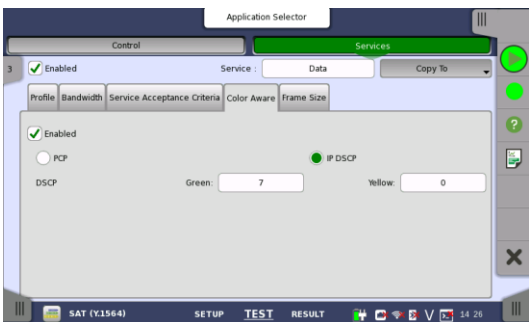 Application Selector
Control Services
3 Enabled Service : Data Copy To
Profile Bandwidth Service Acceptance Criteria Color Aware Frame Size
Enabled
PCP IP DSCP
DSCP Green: 7 Yellow: 0
SAT (Y.1564) SETUP TEST RESULT 14 26